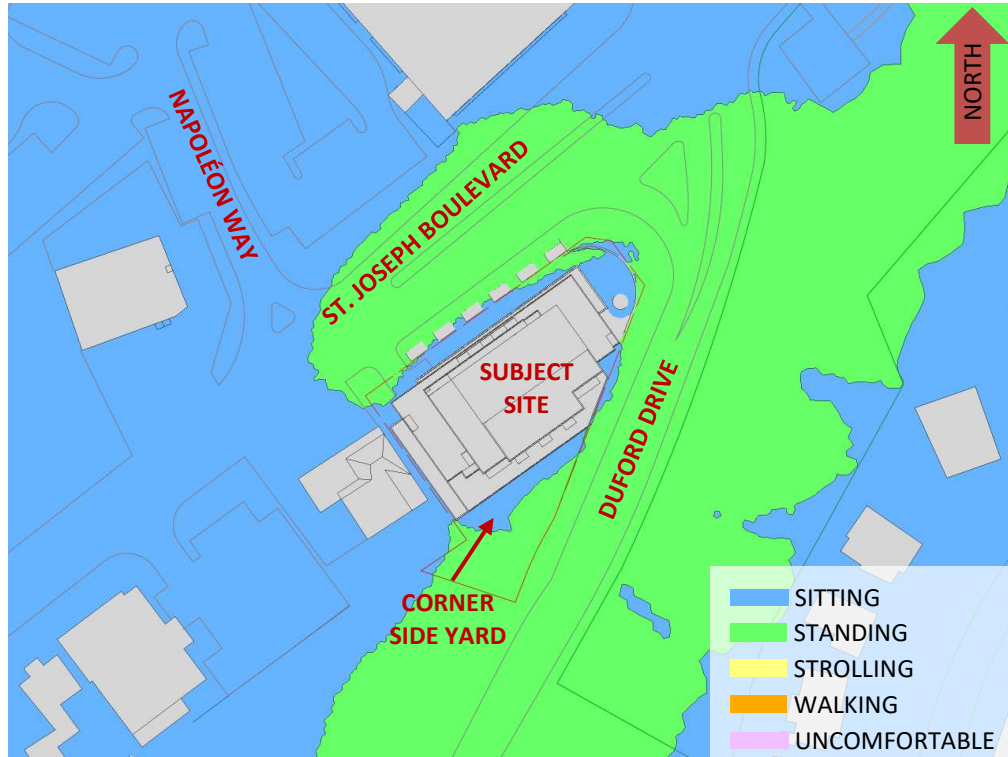 NORTH
NAPOLÉON WAY
ST. JOSEPH BOULEVARD
SUBJECT
SITE
DUFORD DRIVE
CORNER
SIDE YARD
SITTING
STANDING
STROLLING
WALKING
UNCOMFORTABLE